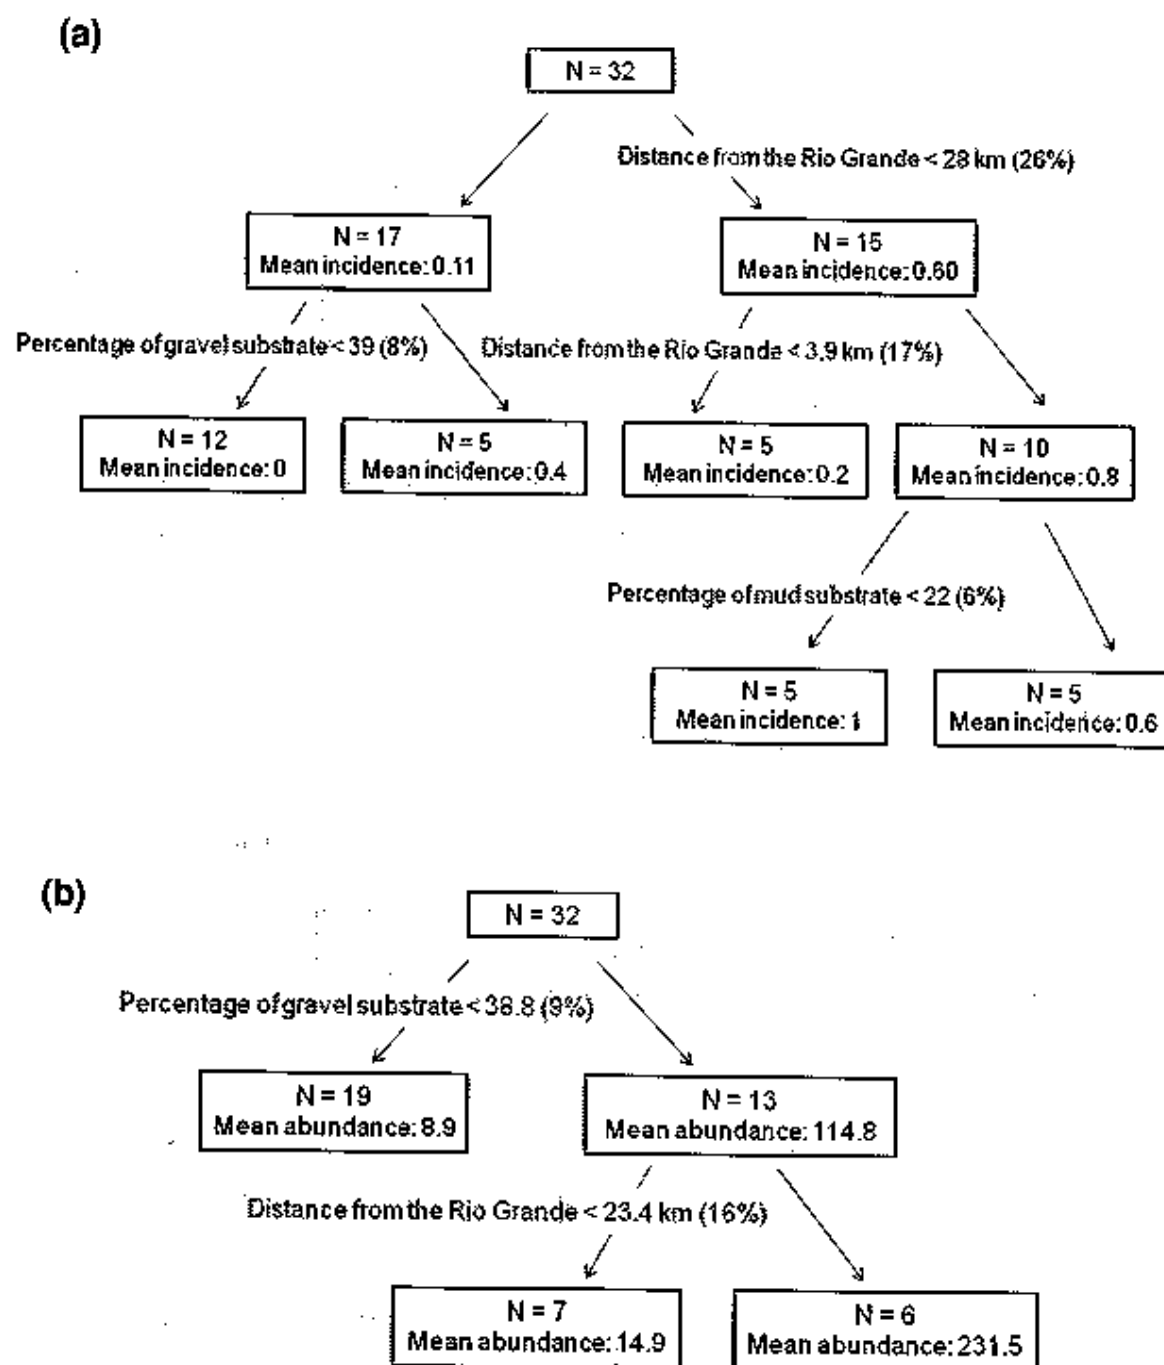 (a)
N = 32
Distance from the Rio Grande < 28 km (26%)
N = 17
Mean incidence: 0.11
N = 15
Mean incidence: 0.60
Percentage of gravel substrate < 39 (8%)
Distance from the Rio Grande < 3.9 km (17%)
N = 12
Mean incidence: 0
N = 5
Mean incidence: 0.4
N = 5
Mean incidence: 0.2
N = 10
Mean incidence: 0.8
Percentage of mud substrate < 22 (6%)
N = 5
Mean incidence: 1
N = 5
Mean incidence: 0.6
(b)
N = 32
Percentage of gravel substrate < 38.8 (9%)
N = 19
Mean abundance: 8.9
N = 13
Mean abundance: 114.8
Distance from the Rio Grande < 23.4 km (16%)
N = 7
Mean abundance: 14.9
N = 6
Mean abundance: 231.5